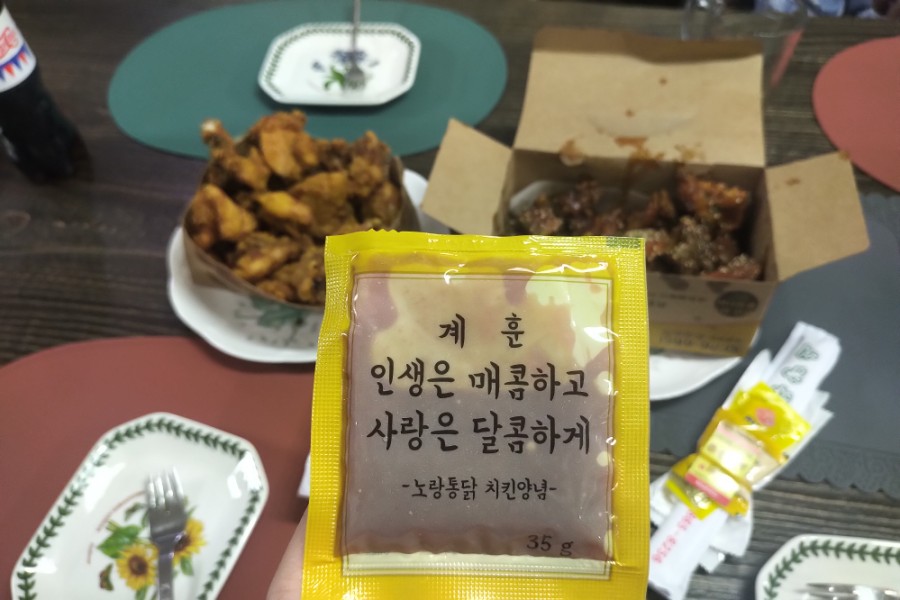 계 훈
인생은 매콤하고
사랑은 달콤하게
-노랑통닭 치킨양념-
35 g